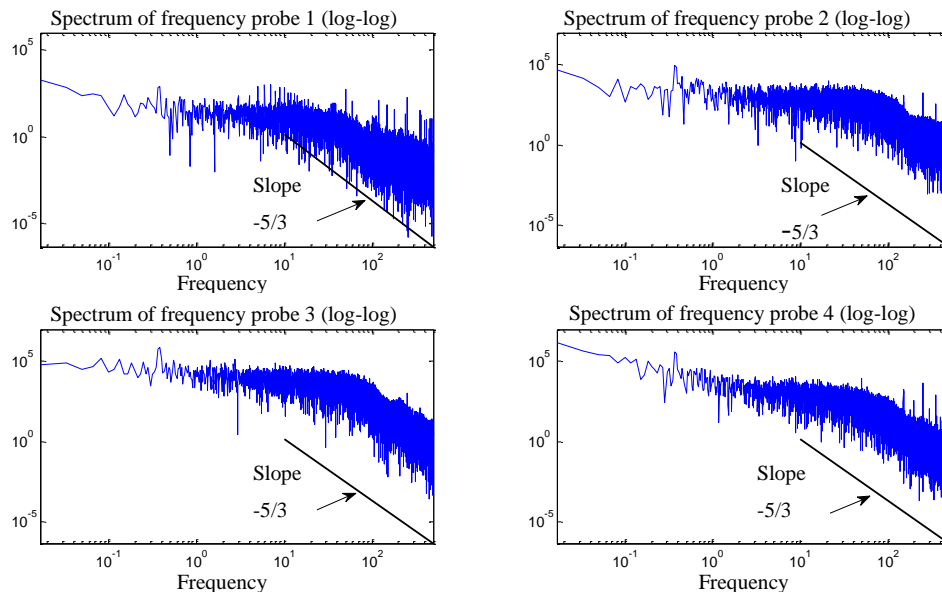 Spectrum of frequency probe 1 (log-log)
10^5
10^0
10^-5
Slope
-5/3
10^-1 10^0 10^1 10^2
Frequency
Spectrum of frequency probe 2 (log-log)
10^5
10^0
10^-5
Slope
-5/3
10^-1 10^0 10^1 10^2
Frequency
Spectrum of frequency probe 3 (log-log)
10^5
10^0
10^-5
Slope
-5/3
10^-1 10^0 10^1 10^2
Frequency
Spectrum of frequency probe 4 (log-log)
10^5
10^0
10^-5
Slope
-5/3
10^-1 10^0 10^1 10^2
Frequency